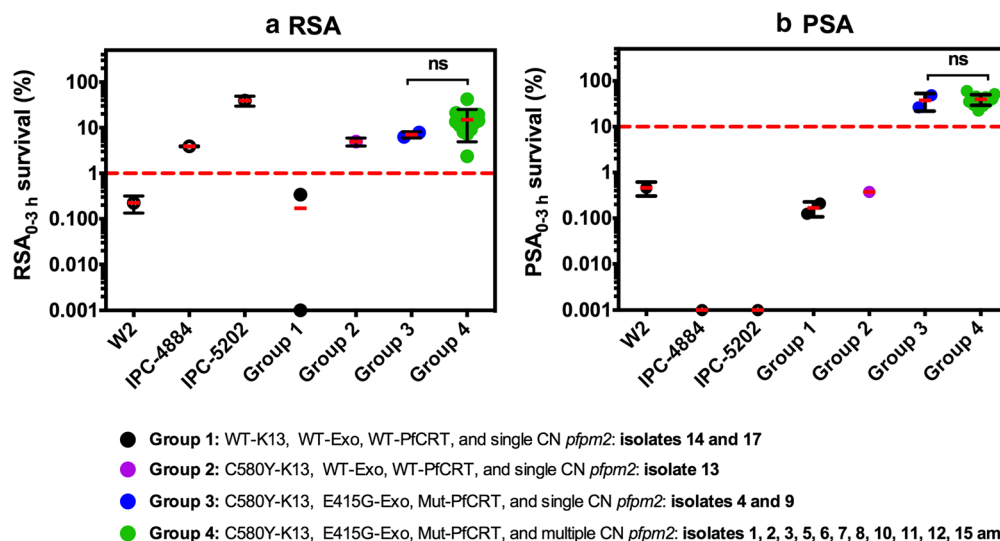 a RSA
b PSA
RSA0-3 h survival (%)
100
10
1
0.100
0.010
0.001
ns
W2
IPC-4884
IPC-5202
Group 1
Group 2
Group 3
Group 4
PSA0-3 h survival (%)
100
10
1
0.100
0.010
0.001
ns
W2
IPC-4884
IPC-5202
Group 1
Group 2
Group 3
Group 4
Group 1: WT-K13, WT-Exo, WT-PfCRT, and single CN pfpm2: isolates 14 and 17
Group 2: C580Y-K13, WT-Exo, WT-PfCRT, and single CN pfpm2: isolate 13
Group 3: C580Y-K13, E415G-Exo, Mut-PfCRT, and single CN pfpm2: isolates 4 and 9
Group 4: C580Y-K13, E415G-Exo, Mut-PfCRT, and multiple CN pfpm2: isolates 1, 2, 3, 5, 6, 7, 8, 10, 11, 12, 15 am